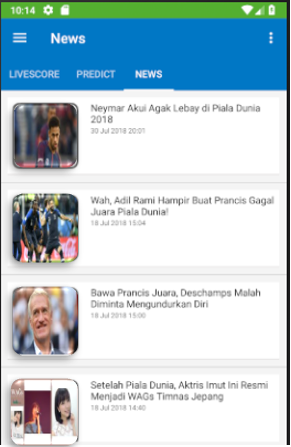 10:14
News
LIVESCORE PREDICT NEWS
Neymar Akui Agak Lebay di Piala Dunia
2018
30 Jul 2018 20:01
Wah, Adil Rami Hampir Buat Prancis Gagal
Juara Piala Dunia!
18 Jul 2018 15:04
Bawa Prancis Juara, Deschamps Malah
Diminta Mengundurkan Diri
18 Jul 2018 15:00
Setelah Piala Dunia, Aktris Imut Ini Resmi
Menjadi WAGs Timnas Jepang
18 Jul 2018 14:40